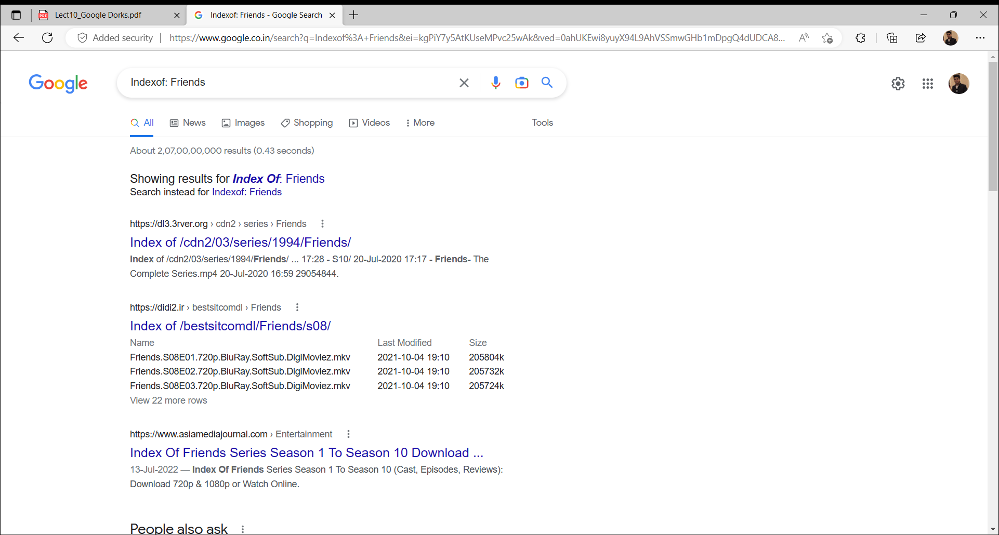 Lect10_Google Dorks.pdf
Indexof: Friends - Google Search
Added security
https://www.google.co.in/search?q=Indexof%3A+Friends&ei=kgPiY7y5AtKUseMPvc25wAk&ved=0ahUKEwi8yuyX94L9AhVSSmwGHb1mDpgQ4dUDCA8...
Google
Indexof: Friends
All News Images Shopping Videos More Tools
About 2,07,00,00,000 results (0.43 seconds)
Showing results for Index Of: Friends
Search instead for Indexof: Friends
https://dl3.3rver.org › cdn2 › series › Friends
Index of /cdn2/03/series/1994/Friends/
Index of /cdn2/03/series/1994/Friends/ ... 17:28 - S10/ 20-Jul-2020 17:17 - Friends- The
Complete Series.mp4 20-Jul-2020 16:59 29054844.
https://didi2.ir › bestsitcomdl › Friends
Index of /bestsitcomdl/Friends/s08/
Name Last Modified Size
Friends.S08E01.720p.BluRay.SoftSub.DigiMoviez.mkv 2021-10-04 19:10 205804k
Friends.S08E02.720p.BluRay.SoftSub.DigiMoviez.mkv 2021-10-04 19:10 205732k
Friends.S08E03.720p.BluRay.SoftSub.DigiMoviez.mkv 2021-10-04 19:10 205724k
View 22 more rows
https://www.asiamediajournal.com › Entertainment
Index Of Friends Series Season 1 To Season 10 Download ...
13-Jul-2022 — Index Of Friends Series Season 1 To Season 10 (Cast, Episodes, Reviews):
Download 720p & 1080p or Watch Online.
People also ask